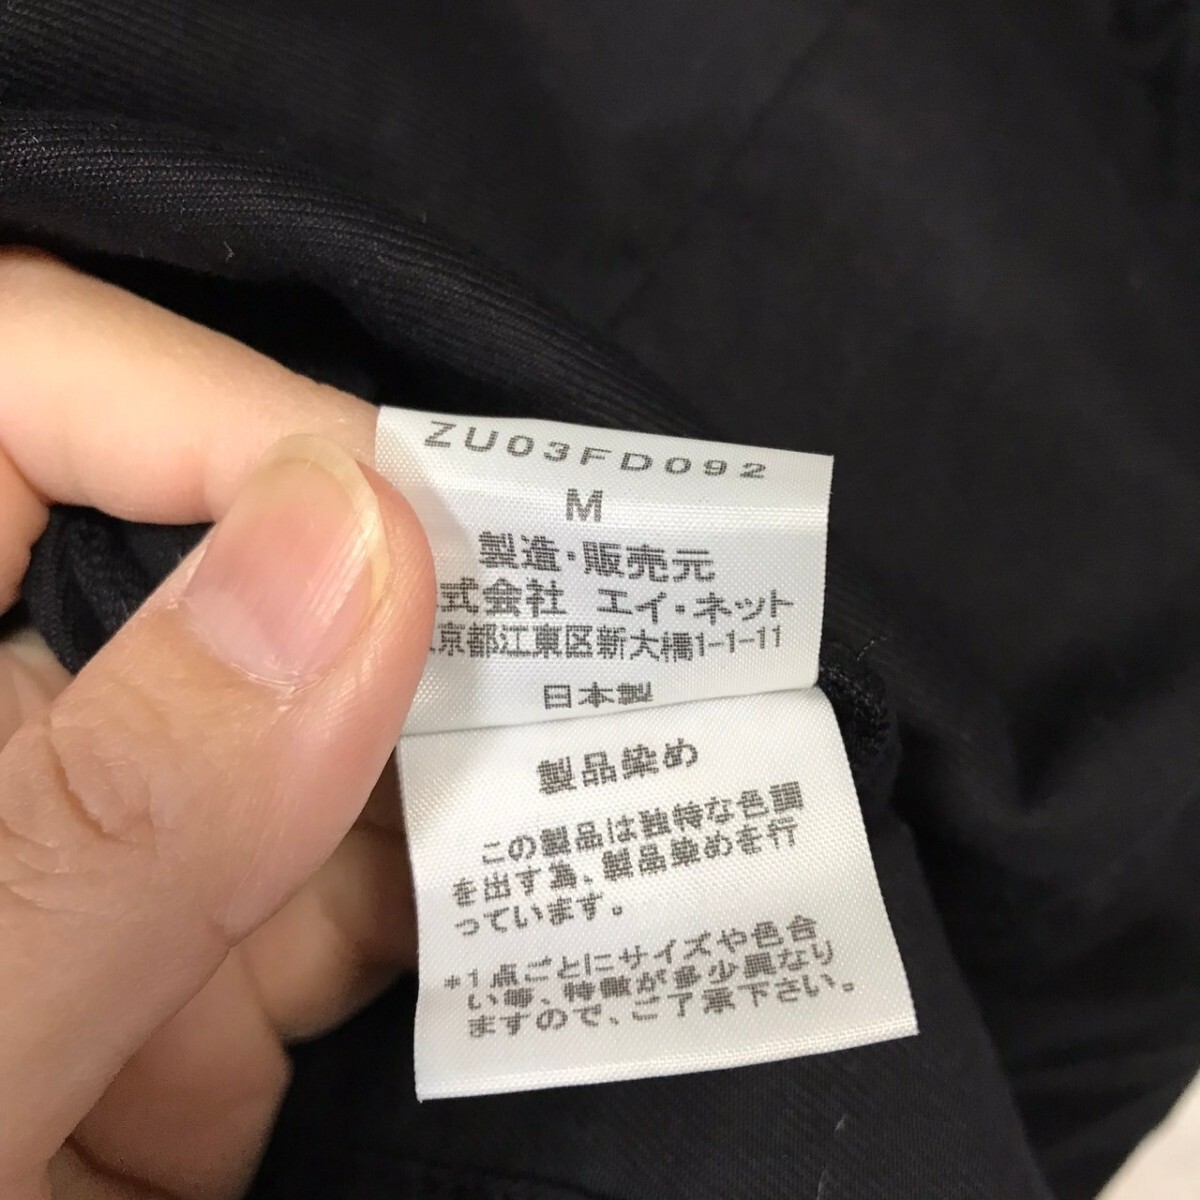 ZU03FD092
M
製造・販売元
式会社 エイ・ネット
京都江東区新大橋1-1-11
日本製
製品染め
この製品は独特な色調
を出す為、製品染めを行
っています。
*1点ごとにサイズや色合
い等、特徴が多少異なり
ますので、ご了承下さい。